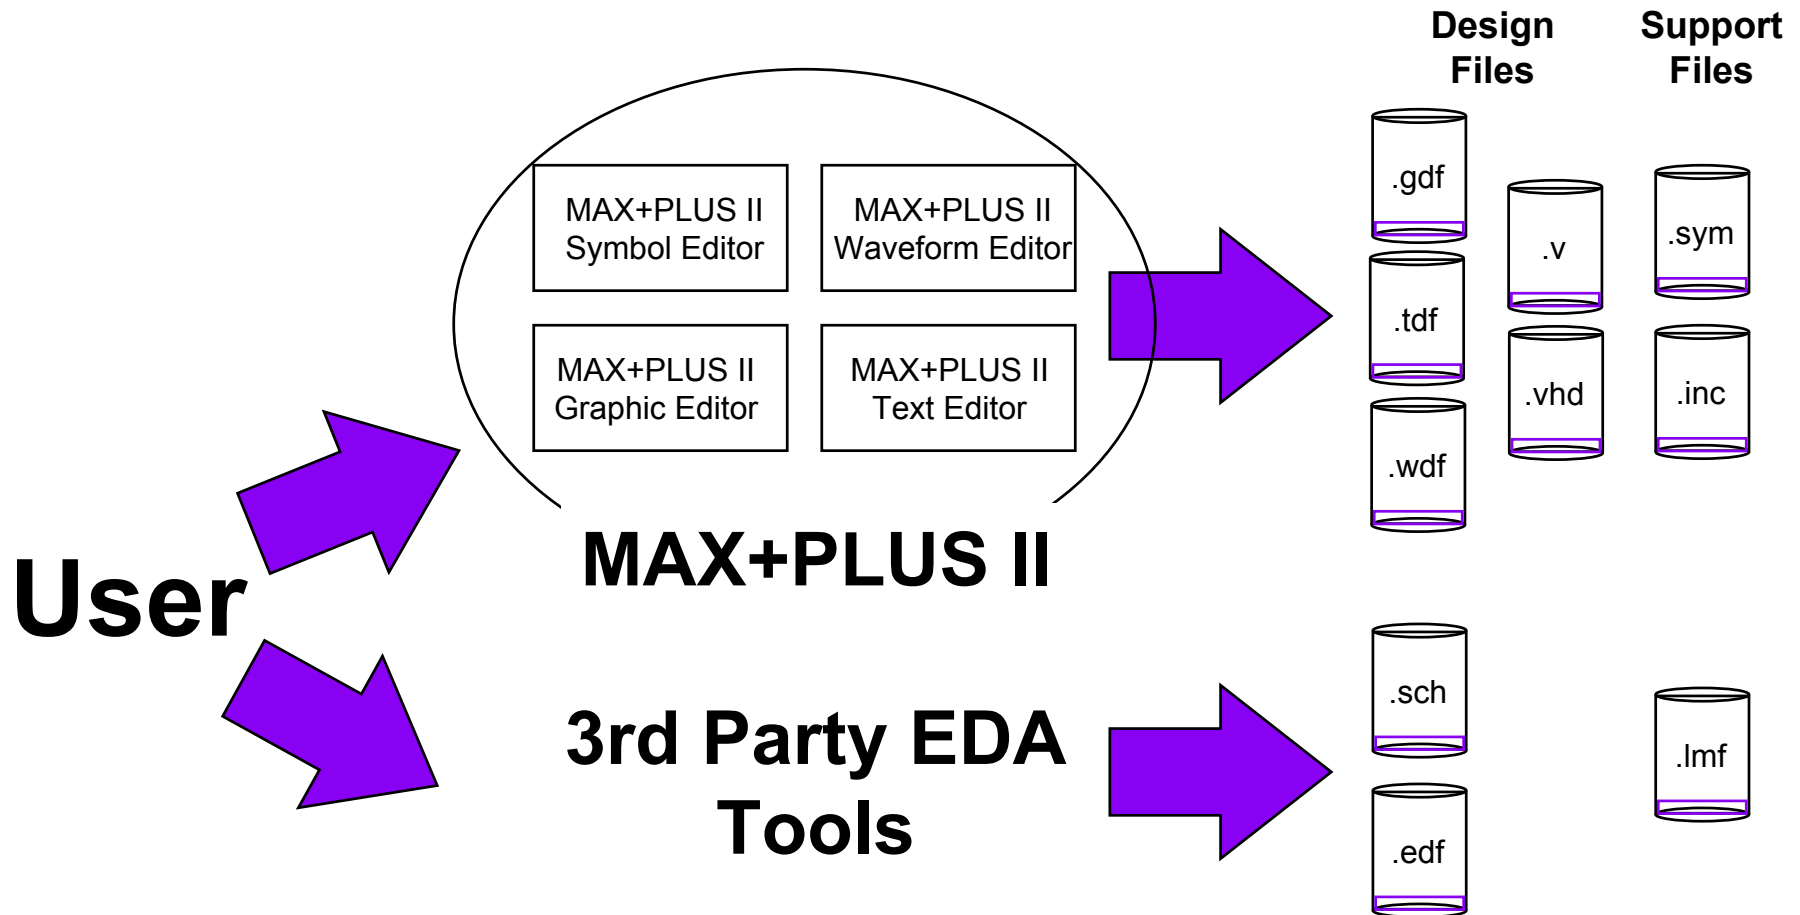 Design
Files
Support
Files
MAX+PLUS II
Symbol Editor
MAX+PLUS II
Waveform Editor
MAX+PLUS II
Graphic Editor
MAX+PLUS II
Text Editor
MAX+PLUS II
User
3rd Party EDA
Tools
.gdf
.tdf
.wdf
.v
.vhd
.sym
.inc
.sch
.edf
.lmf